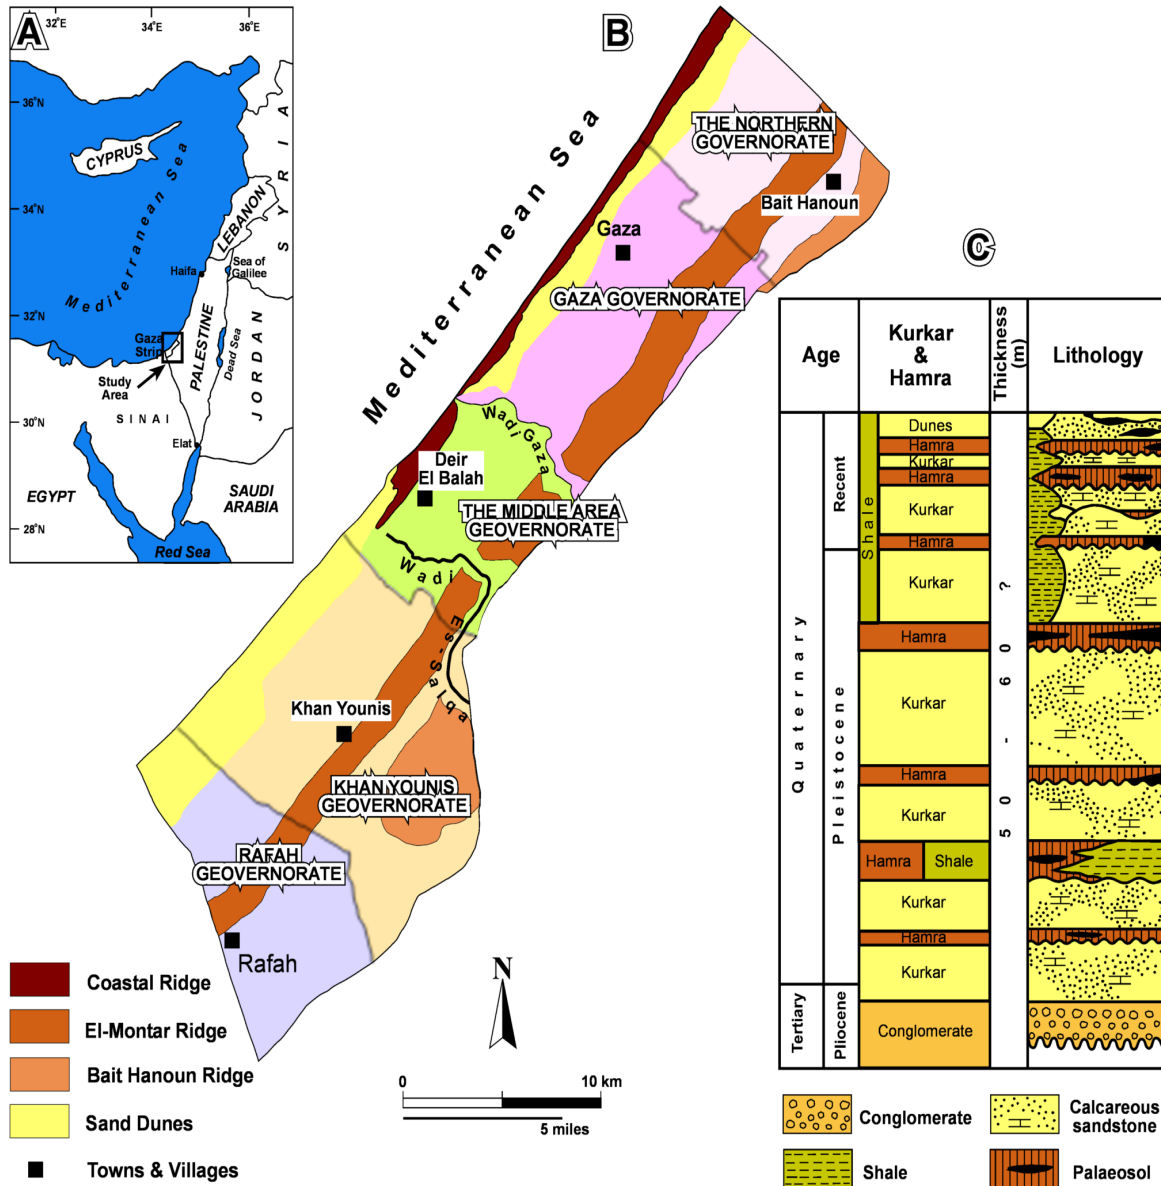 A
32°E
34°E
36°E
36°N
34°N
32°N
30°N
28°N
CYPRUS
Mediterranean Sea
SYRIA
LEBANON
Haifa
Sea of
Galilee
PALESTINE
Dead Sea
JORDAN
Gaza
Strip
Study
Area
SINAI
Elat
EGYPT
SAUDI
ARABIA
Red Sea
B
Mediterranean Sea
THE NORTHERN
GOVERNORATE
Bait Hanoun
Gaza
GAZA GOVERNORATE
Wadi Gaza
Deir
El Balah
THE MIDDLE AREA
GEOVERNORATE
Wadi Es-Salqa
Khan Younis
KHAN YOUNIS
GEOVERNORATE
RAFAH
GEOVERNORATE
Rafah
Coastal Ridge
El-Montar Ridge
Bait Hanoun Ridge
Sand Dunes
Towns & Villages
N
0 10 km
5 miles
C
Age
Kurkar
&
Hamra
Thickness
(m)
Lithology
Quaternary
Recent
Pleistocene
Tertiary
Pliocene
Shale
Dunes
Hamra
Kurkar
Hamra
Kurkar
Hamra
Kurkar
Hamra
Kurkar
Hamra
Kurkar
Hamra Shale
Kurkar
Hamra
Kurkar
Conglomerate
50 - 60 ?
Conglomerate
Calcareous
sandstone
Shale
Palaeosol